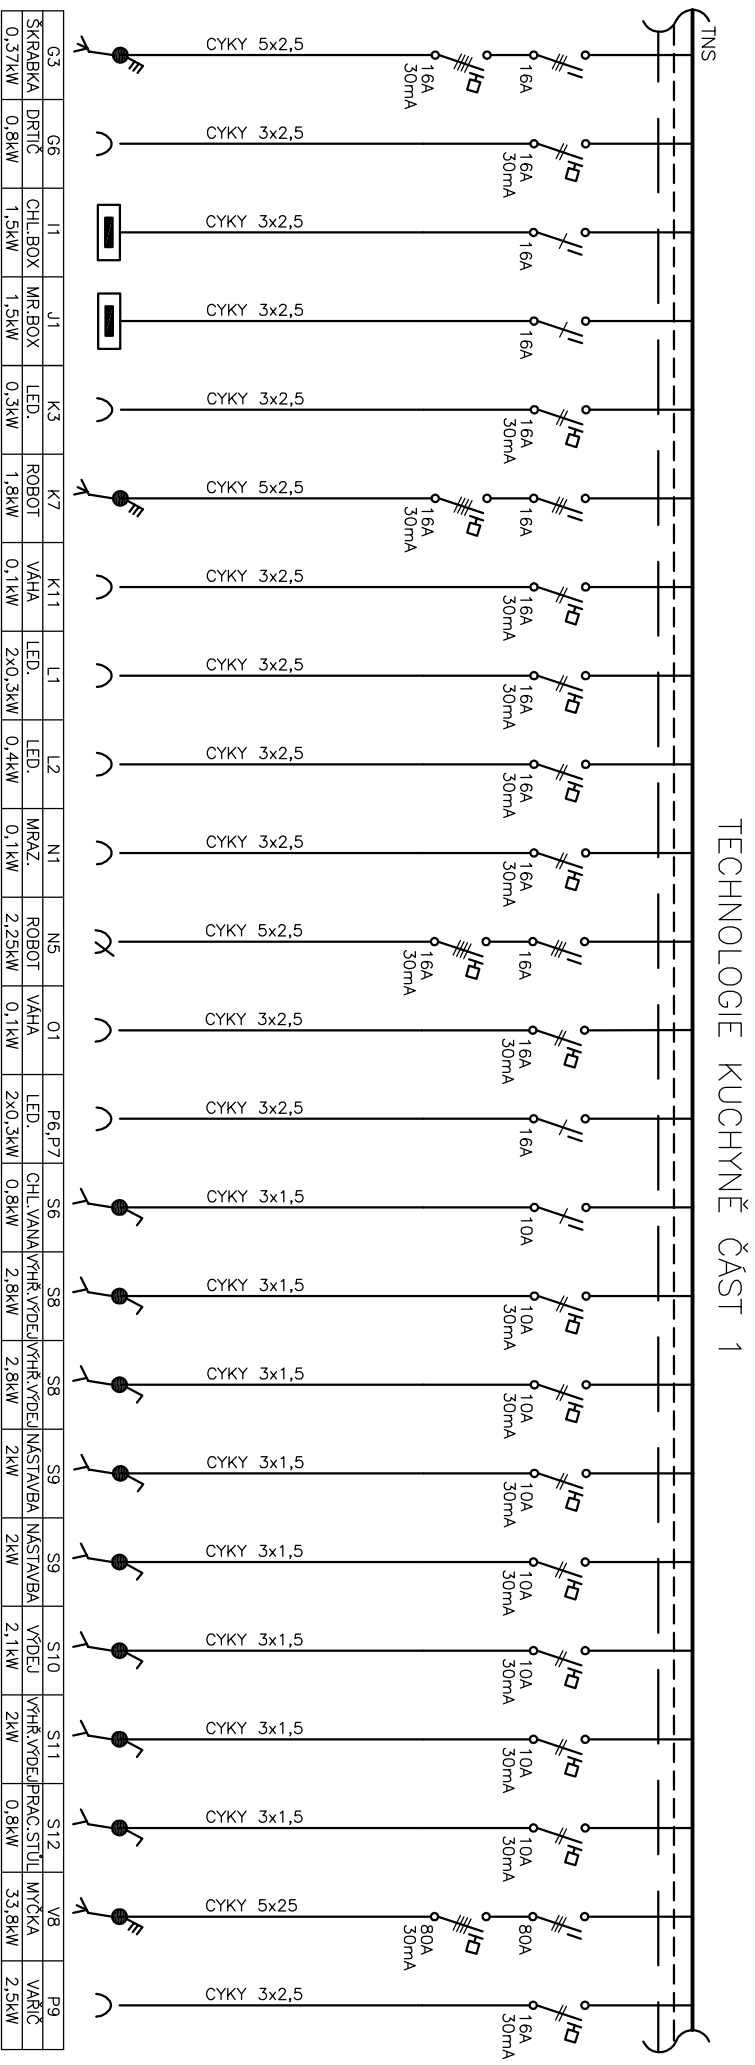 TECHNOLOGIE KUCHYNĚ ČÁST 1
TNS
16A
16A
30mA
CYKY 5x2,5
G3
ŠKRABKA
0,37kW
16A
30mA
CYKY 3x2,5
G6
DRTIČ
0,8kW
16A
CYKY 3x2,5
I1
CHL.BOX
1,5kW
16A
CYKY 3x2,5
J1
MR.BOX
1,5kW
16A
30mA
CYKY 3x2,5
K3
LED.
0,3kW
16A
16A
30mA
CYKY 5x2,5
K7
ROBOT
1,8kW
16A
30mA
CYKY 3x2,5
K11
VÁHA
0,1kW
16A
30mA
CYKY 3x2,5
L1
LED.
2x0,3kW
16A
30mA
CYKY 3x2,5
L2
LED.
0,4kW
16A
30mA
CYKY 3x2,5
N1
MRAZ.
0,1kW
16A
16A
30mA
CYKY 5x2,5
N5
ROBOT
2,25kW
16A
30mA
CYKY 3x2,5
O1
VÁHA
0,1kW
16A
CYKY 3x2,5
P6,P7
LED.
2x0,3kW
10A
CYKY 3x1,5
S6
CHL.VANA
0,8kW
10A
30mA
CYKY 3x1,5
S8
VÝHŘ.VÝDEJ
2,8kW
10A
30mA
CYKY 3x1,5
S8
VÝHŘ.VÝDEJ
2,8kW
10A
30mA
CYKY 3x1,5
S9
NÁSTAVBA
2kW
10A
30mA
CYKY 3x1,5
S9
NÁSTAVBA
2kW
10A
30mA
CYKY 3x1,5
S10
VÝDEJ
2,1kW
10A
30mA
CYKY 3x1,5
S11
VÝHŘ.VÝDEJ
2kW
10A
30mA
CYKY 3x1,5
S12
PRAC.STŮL
0,8kW
80A
80A
30mA
CYKY 5x25
V8
MYČKA
33,8kW
16A
30mA
CYKY 3x2,5
P9
VAŘIČ
2,5kW